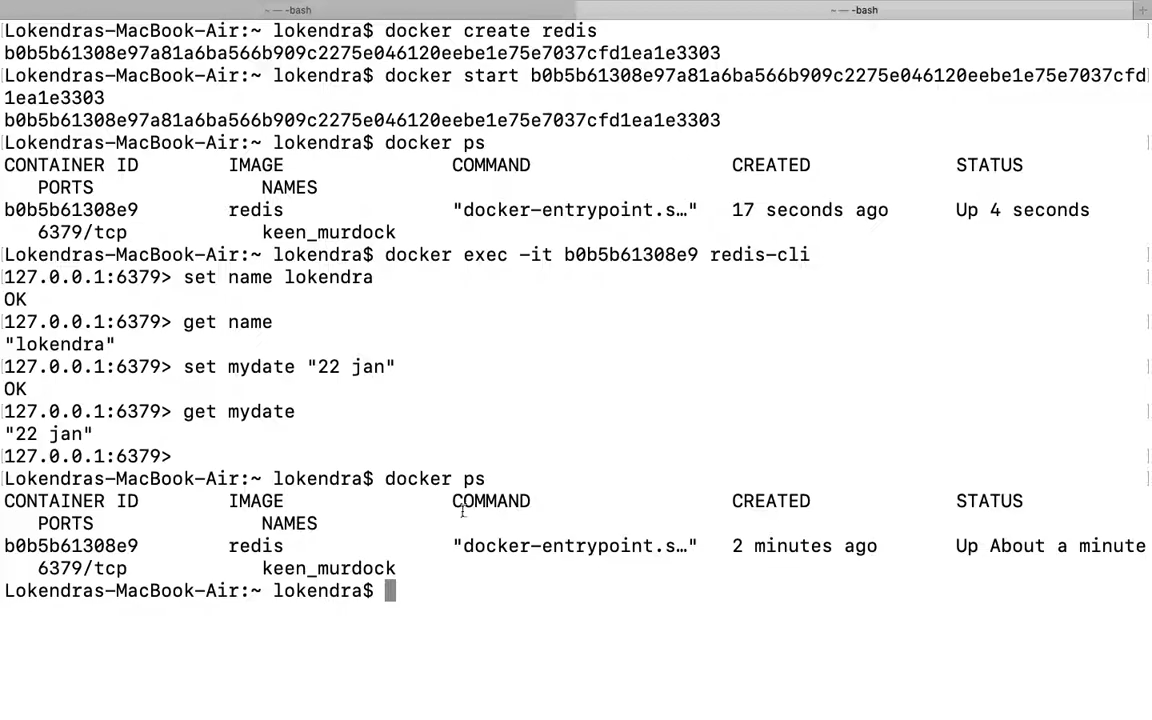 ~ — -bash
~ — -bash
+
Lokendras-MacBook-Air:~ lokendra$ docker create redis
b0b5b61308e97a81a6ba566b909c2275e046120eebe1e75e7037cfd1ea1e3303
Lokendras-MacBook-Air:~ lokendra$ docker start b0b5b61308e97a81a6ba566b909c2275e046120eebe1e75e7037cfd
1ea1e3303
b0b5b61308e97a81a6ba566b909c2275e046120eebe1e75e7037cfd1ea1e3303
Lokendras-MacBook-Air:~ lokendra$ docker ps
CONTAINER ID        IMAGE               COMMAND                  CREATED             STATUS
   PORTS               NAMES
b0b5b61308e9        redis               "docker-entrypoint.s…"   17 seconds ago      Up 4 seconds
   6379/tcp            keen_murdock
Lokendras-MacBook-Air:~ lokendra$ docker exec -it b0b5b61308e9 redis-cli
127.0.0.1:6379> set name lokendra
OK
127.0.0.1:6379> get name
"lokendra"
127.0.0.1:6379> set mydate "22 jan"
OK
127.0.0.1:6379> get mydate
"22 jan"
127.0.0.1:6379>
Lokendras-MacBook-Air:~ lokendra$ docker ps
CONTAINER ID        IMAGE               COMMAND                  CREATED             STATUS
   PORTS               NAMES
b0b5b61308e9        redis               "docker-entrypoint.s…"   2 minutes ago       Up About a minute
   6379/tcp            keen_murdock
Lokendras-MacBook-Air:~ lokendra$